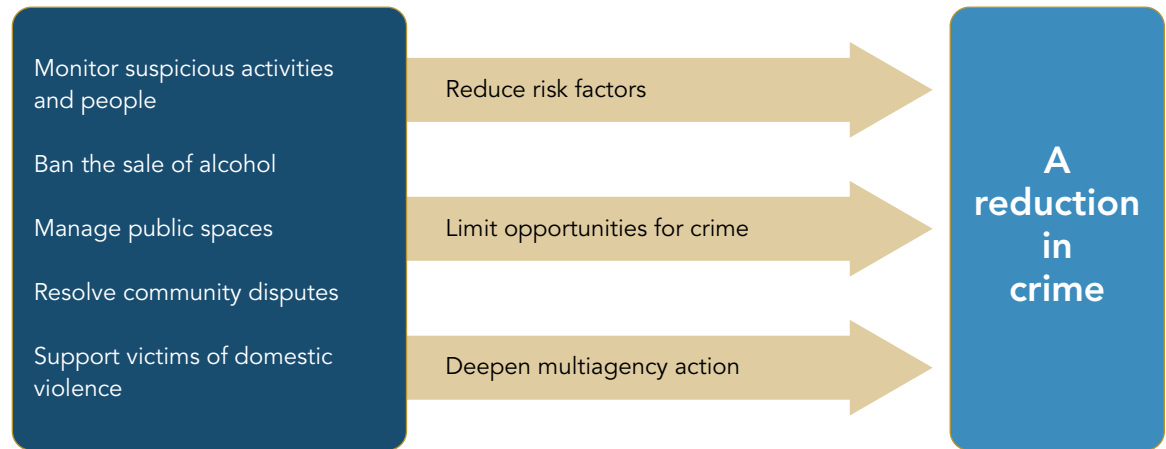 Monitor suspicious activities
and people
Ban the sale of alcohol
Manage public spaces
Resolve community disputes
Support victims of domestic
violence
Reduce risk factors
Limit opportunities for crime
Deepen multiagency action
A
reduction
in
crime